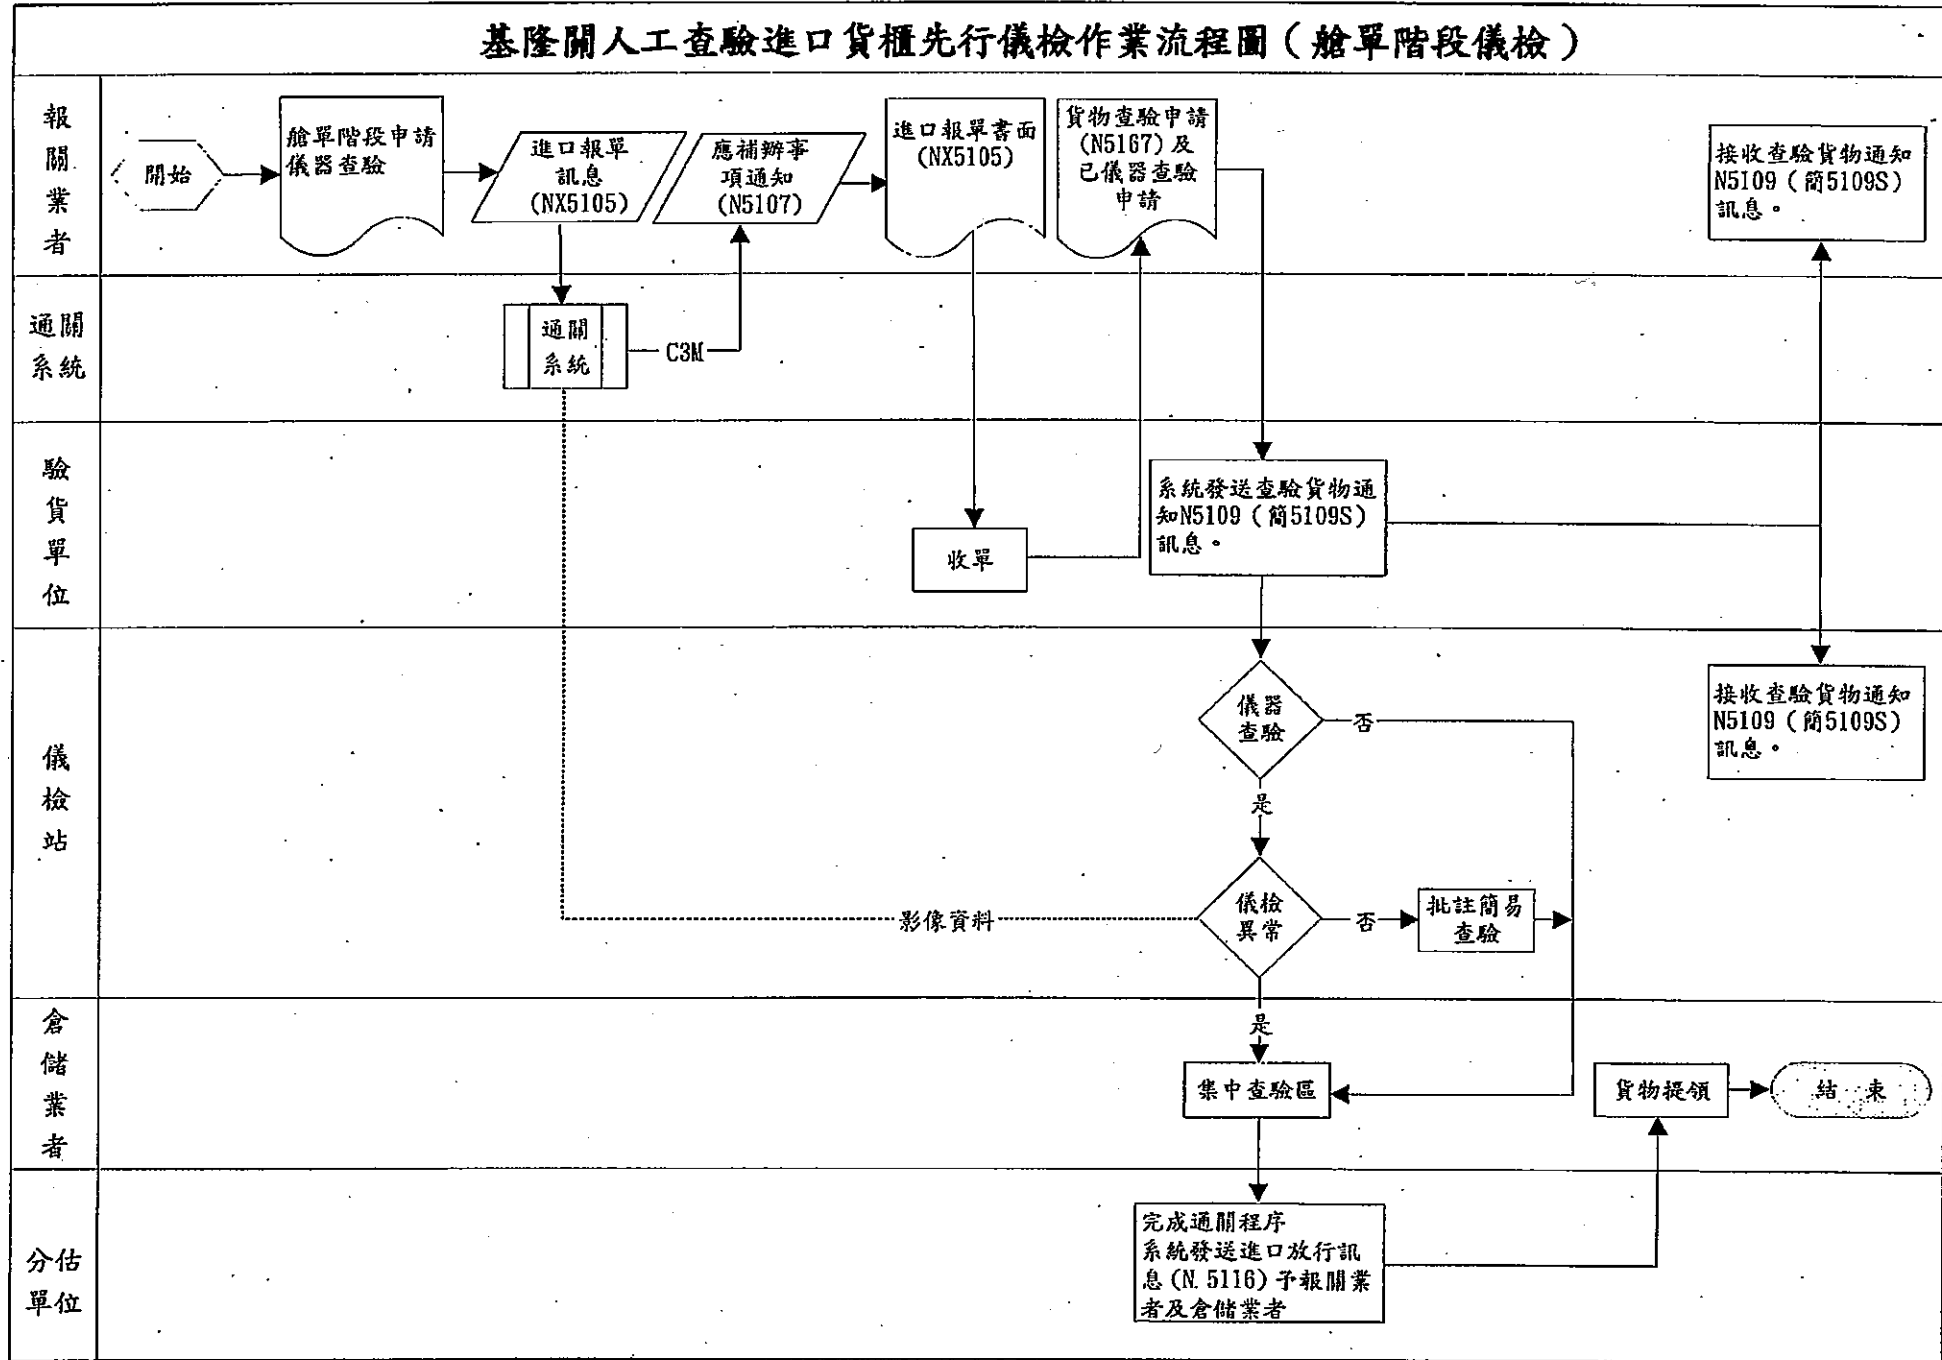 基隆關人工查驗進口貨櫃先行儀檢作業流程圖（艙單階段儀檢）
報
關
業
者
開始
艙單階段申請
儀器查驗
進口報單
訊息
(NX5105)
應補辦事
項通知
(N5107)
進口報單書面
(NX5105)
貨物查驗申請
(N5167)及
已儀器查驗
申請
接收查驗貨物通知
N5109（簡5109S）
訊息。
通關
系統
通關
系統
C3M
驗
貨
單
位
收單
系統發送查驗貨物通
知N5109（簡5109S）
訊息。
儀
檢
站
儀器
查驗
否
是
接收查驗貨物通知
N5109（簡5109S）
訊息。
影像資料
儀檢
異常
否
批註簡易
查驗
倉
儲
業
者
是
集中查驗區
貨物提領
結 束
分估
單位
完成通關程序
系統發送進口放行訊
息(N.5116)予報關業
者及倉儲業者